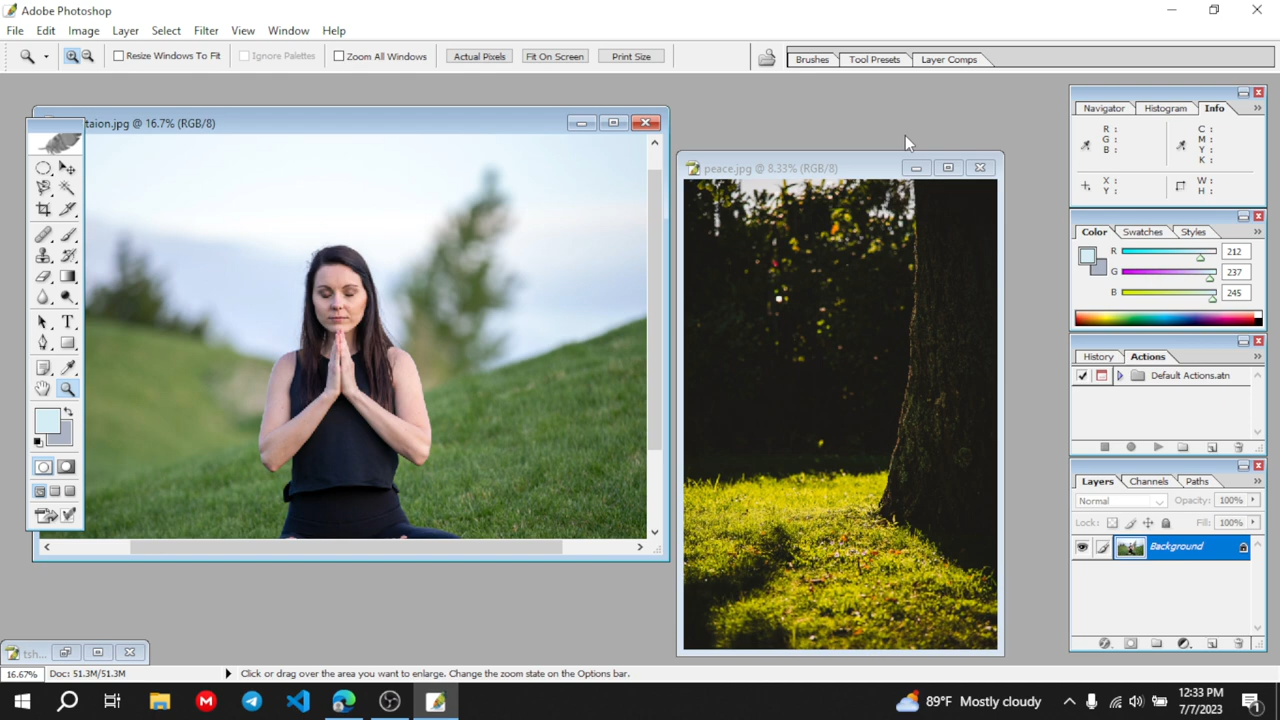 Adobe Photoshop
File Edit Image Layer Select Filter View Window Help
Resize Windows To Fit Ignore Palettes Zoom All Windows Actual Pixels Fit On Screen Print Size Brushes Tool Presets Layer Comps
taion.jpg @ 16.7% (RGB/8)
peace.jpg @ 8.33% (RGB/8)
Navigator Histogram Info
R : C :
G : M :
B : Y :
K :
X : W :
Y : H :
Color Swatches Styles
R 212
G 237
B 245
History Actions
Default Actions.atn
Layers Channels Paths
Normal Opacity: 100%
Lock: Fill: 100%
Background
tsh...
16.67% Doc: 51.3M/51.3M Click or drag over the area you want to enlarge. Change the zoom state on the Options bar.
89°F Mostly cloudy
12:33 PM
7/7/2023
1